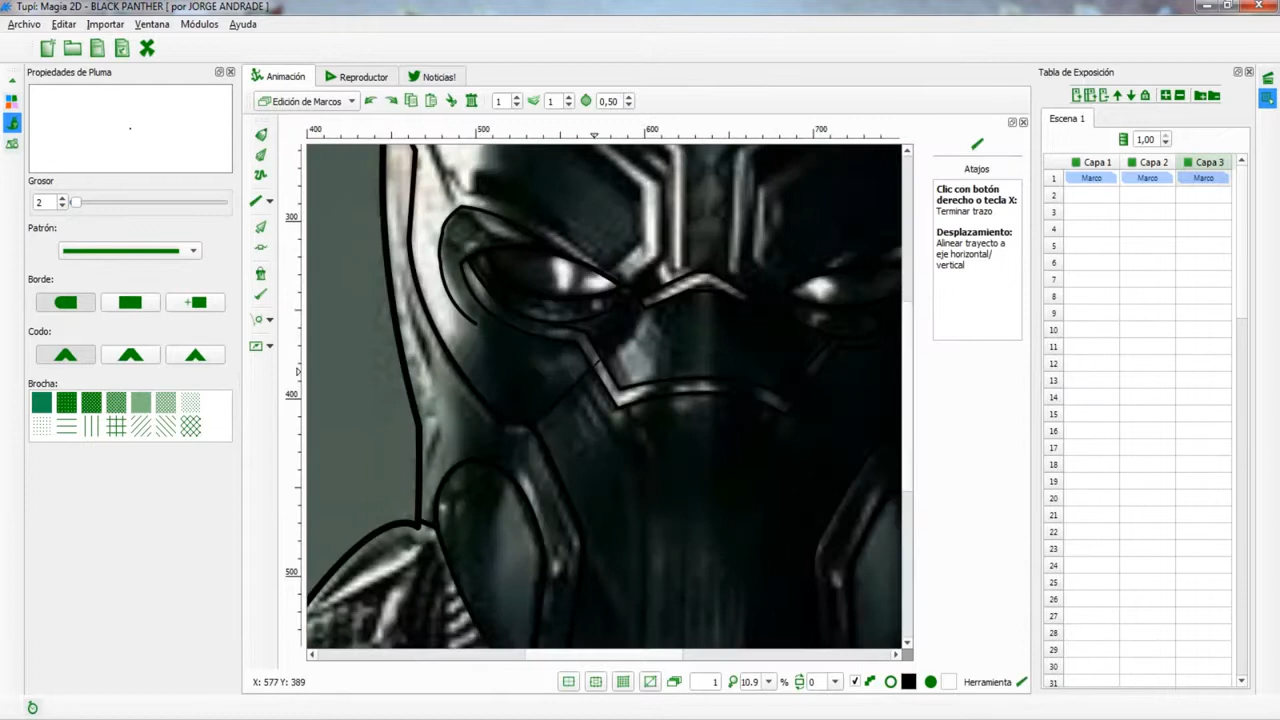 Tupí: Magia 2D - BLACK PANTHER [ por JORGE ANDRADE ]
Archivo Editar Importar Ventana Módulos Ayuda
Propiedades de Pluma
Grosor
2
Patrón:
Borde:
Codo:
Brocha:
Animación Reproductor Noticias!
Edición de Marcos 1 1 0,50
400 500 600 700 800
300
400
500
Atajos
Clic con botón
derecho o tecla X:
Terminar trazo
Desplazamiento:
Alinear trayecto a
eje horizontal/
vertical
X: 577 Y: 389 1 10.9 % 0 Herramienta
Tabla de Exposición
Escena 1
1,00
Capa 1 Capa 2 Capa 3
1 Marco Marco Marco
2
3
4
5
6
7
8
9
10
11
12
13
14
15
16
17
18
19
20
21
22
23
24
25
26
27
28
29
30
31